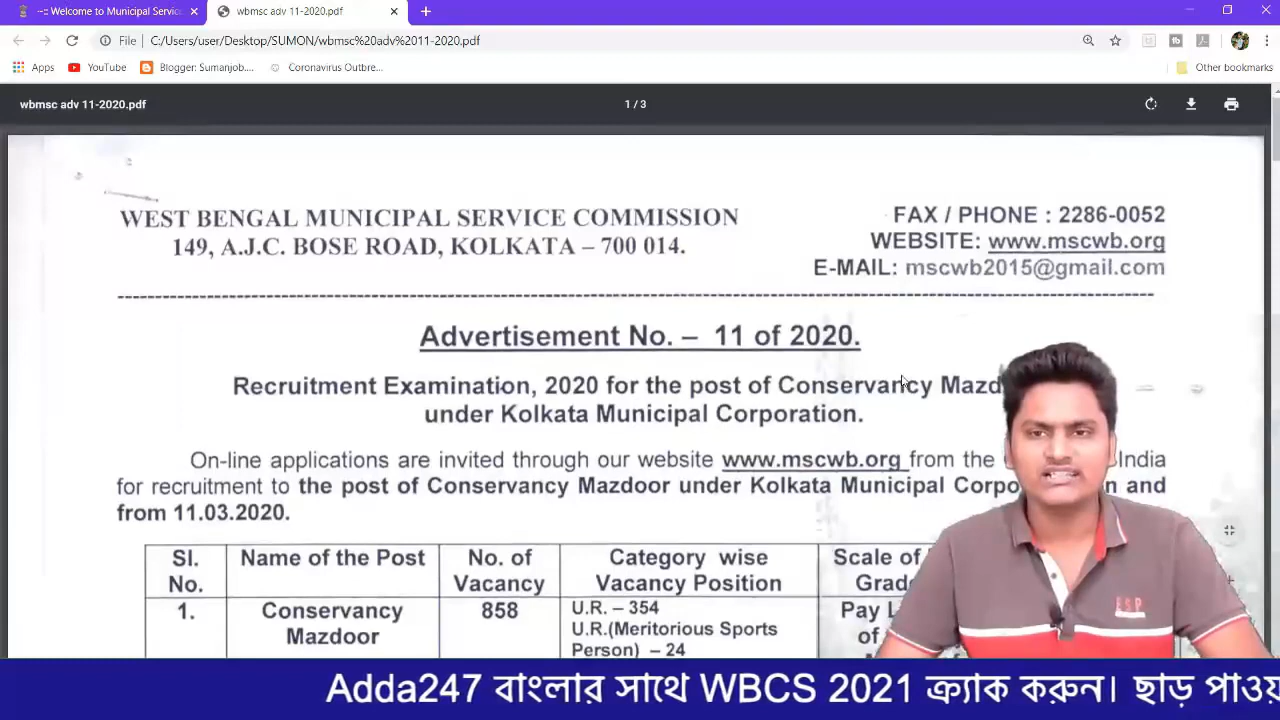 -:: Welcome to Municipal Servic
wbmsc adv 11-2020.pdf
File
C:/Users/user/Desktop/SUMON/wbmsc%20adv%2011-2020.pdf
Apps
YouTube
Blogger: Sumanjob....
Coronavirus Outbre...
Other bookmarks
wbmsc adv 11-2020.pdf
1 / 3
WEST BENGAL MUNICIPAL SERVICE COMMISSION
149, A.J.C. BOSE ROAD, KOLKATA – 700 014.
FAX / PHONE : 2286-0052
WEBSITE: www.mscwb.org
E-MAIL: mscwb2015@gmail.com
Advertisement No. – 11 of 2020.
Recruitment Examination, 2020 for the post of Conservancy Mazd
under Kolkata Municipal Corporation.
On-line applications are invited through our website www.mscwb.org from the India
for recruitment to the post of Conservancy Mazdoor under Kolkata Municipal Corpo n and
from 11.03.2020.
Sl. No.
Name of the Post
No. of Vacancy
Category wise Vacancy Position
Scale of
Grade
1.
Conservancy Mazdoor
858
U.R. – 354
U.R.(Meritorious Sports
Person) – 24
Pay L
of
ESP
Adda247 বাংলার সাথে WBCS 2021 ক্র্যাক করুন। ছাড় পাওয়